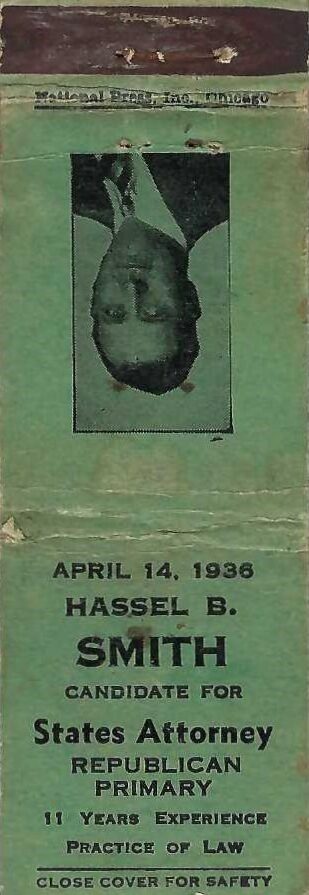 National Press, Inc., Chicago
APRIL 14, 1936
HASSEL B.
SMITH
CANDIDATE FOR
States Attorney
REPUBLICAN
PRIMARY
11 YEARS EXPERIENCE
PRACTICE OF LAW
CLOSE COVER FOR SAFETY